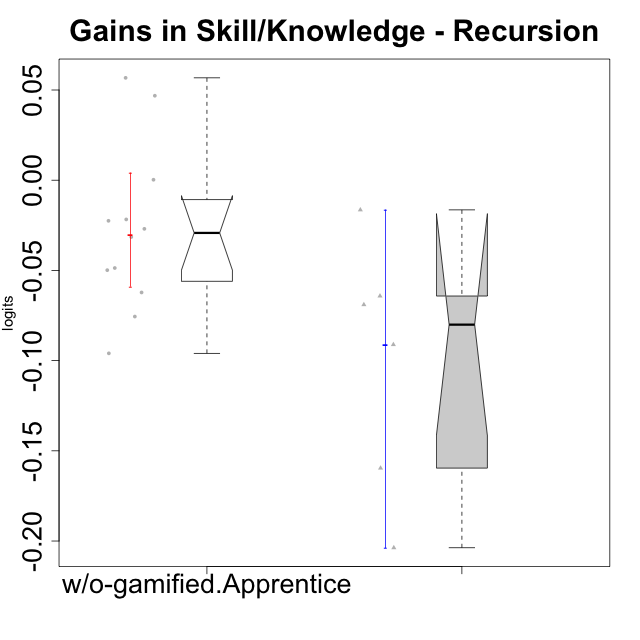 Gains in Skill/Knowledge - Recursion
0.05
0.00
-0.05
-0.10
-0.15
-0.20
logits
w/o-gamified.Apprentice